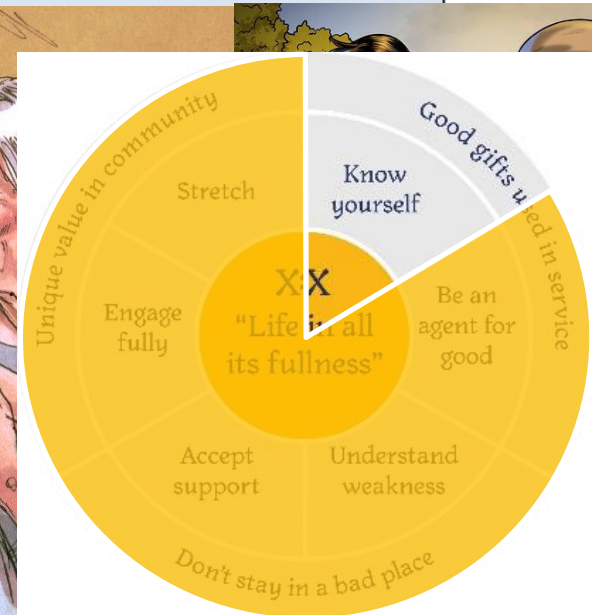 Unique value in community
Good gifts used in service
Stretch
Know
yourself
Engage
fully
X:X
"Life in all
its fullness"
Be an
agent for
good
Accept
support
Understand
weakness
Don't stay in a bad place